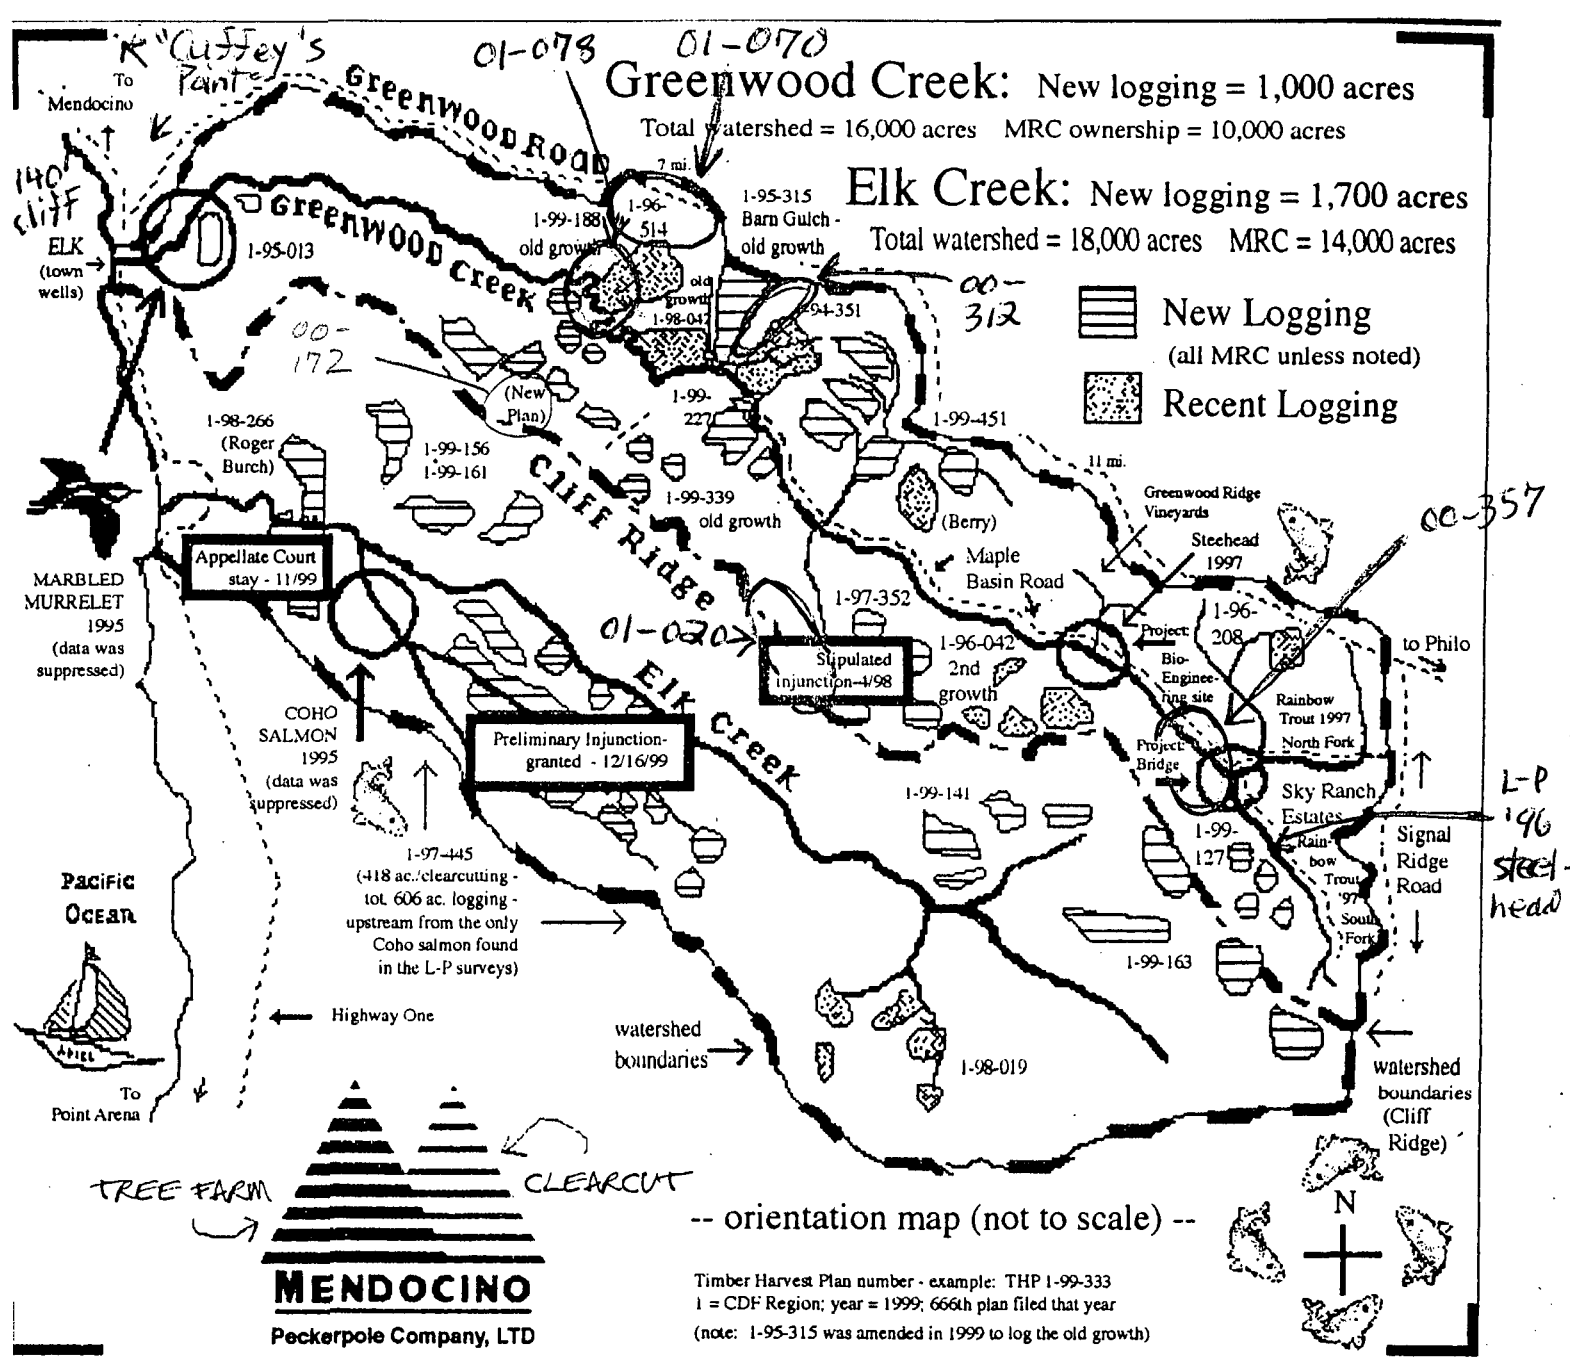 "Cuffey's
Point
01-078
01-070
To
Mendocino
Greenwood Creek: New logging = 1,000 acres
Total watershed = 16,000 acres MRC ownership = 10,000 acres
Greenwood Road
7 mi.
Elk Creek: New logging = 1,700 acres
Total watershed = 18,000 acres MRC = 14,000 acres
140'
cliff
ELK
(town
wells)
1-95-013
Greenwood Creek
1-99-188
old growth
1-96-
514
1-95-315
Barn Gulch -
old growth
old
growth
1-98-042
1-94-351
00-
312
New Logging
(all MRC unless noted)
Recent Logging
00-
172
(New
Plan)
1-99-
227
1-99-451
11 mi.
1-98-266
(Roger
Burch)
1-99-156
1-99-161
Cliff Ridge
1-99-339
old growth
(Berry)
Greenwood Ridge
Vineyards
Steehead
1997
00-357
Maple
Basin Road
Appellate Court
stay - 11/99
MARBLED
MURRELET
1995
(data was
suppressed)
01-020
1-97-352
Stipulated
injunction-4/98
1-96-042
2nd
growth
Project:
Bio-
Enginee-
ring site
1-96-
208
to Philo
Rainbow
Trout 1997
North Fork
COHO
SALMON
1995
(data was
suppressed)
Elk Creek
Preliminary Injunction-
granted - 12/16/99
Project:
Bridge
Sky Ranch
Estates
1-99-141
1-99-
127
Rain-
bow
Trout
'97
South
Fork
Signal
Ridge
Road
L-P
'96
steel-
head
1-97-445
(418 ac./clearcutting -
tot. 606 ac. logging -
upstream from the only
Coho salmon found
in the L-P surveys)
Pacific
Ocean
1-99-163
Highway One
watershed
boundaries
1-98-019
watershed
boundaries
(Cliff
Ridge)
To
Point Arena
TREE FARM
CLEARCUT
MENDOCINO
Peckerpole Company, LTD
-- orientation map (not to scale) --
N
Timber Harvest Plan number - example: THP 1-99-333
1 = CDF Region; year = 1999; 666th plan filed that year
(note: 1-95-315 was amended in 1999 to log the old growth)